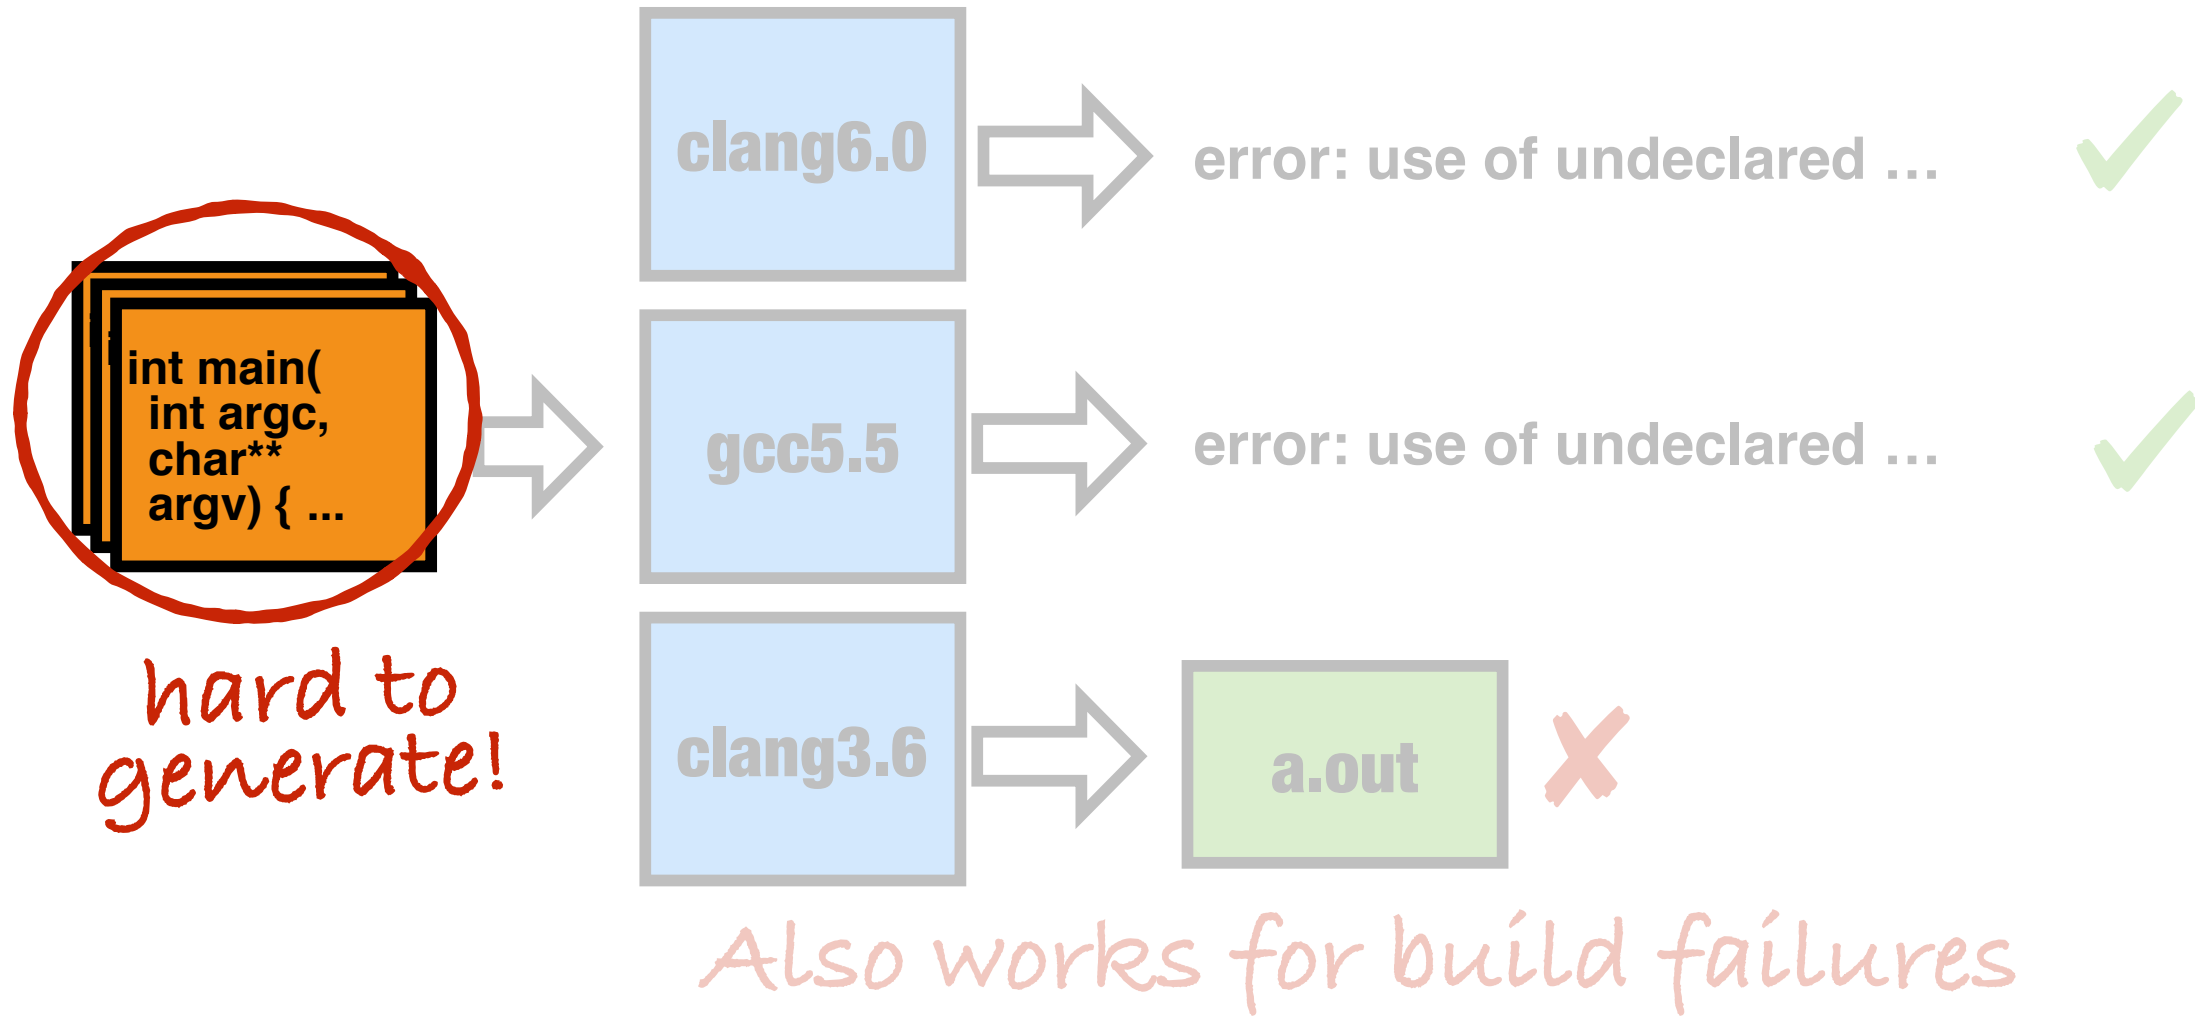 clang6.0
error: use of undeclared …
int main(
int argc,
char**
argv) { ...
gcc5.5
error: use of undeclared …
hard to
generate!
clang3.6
a.out
Also works for build failures